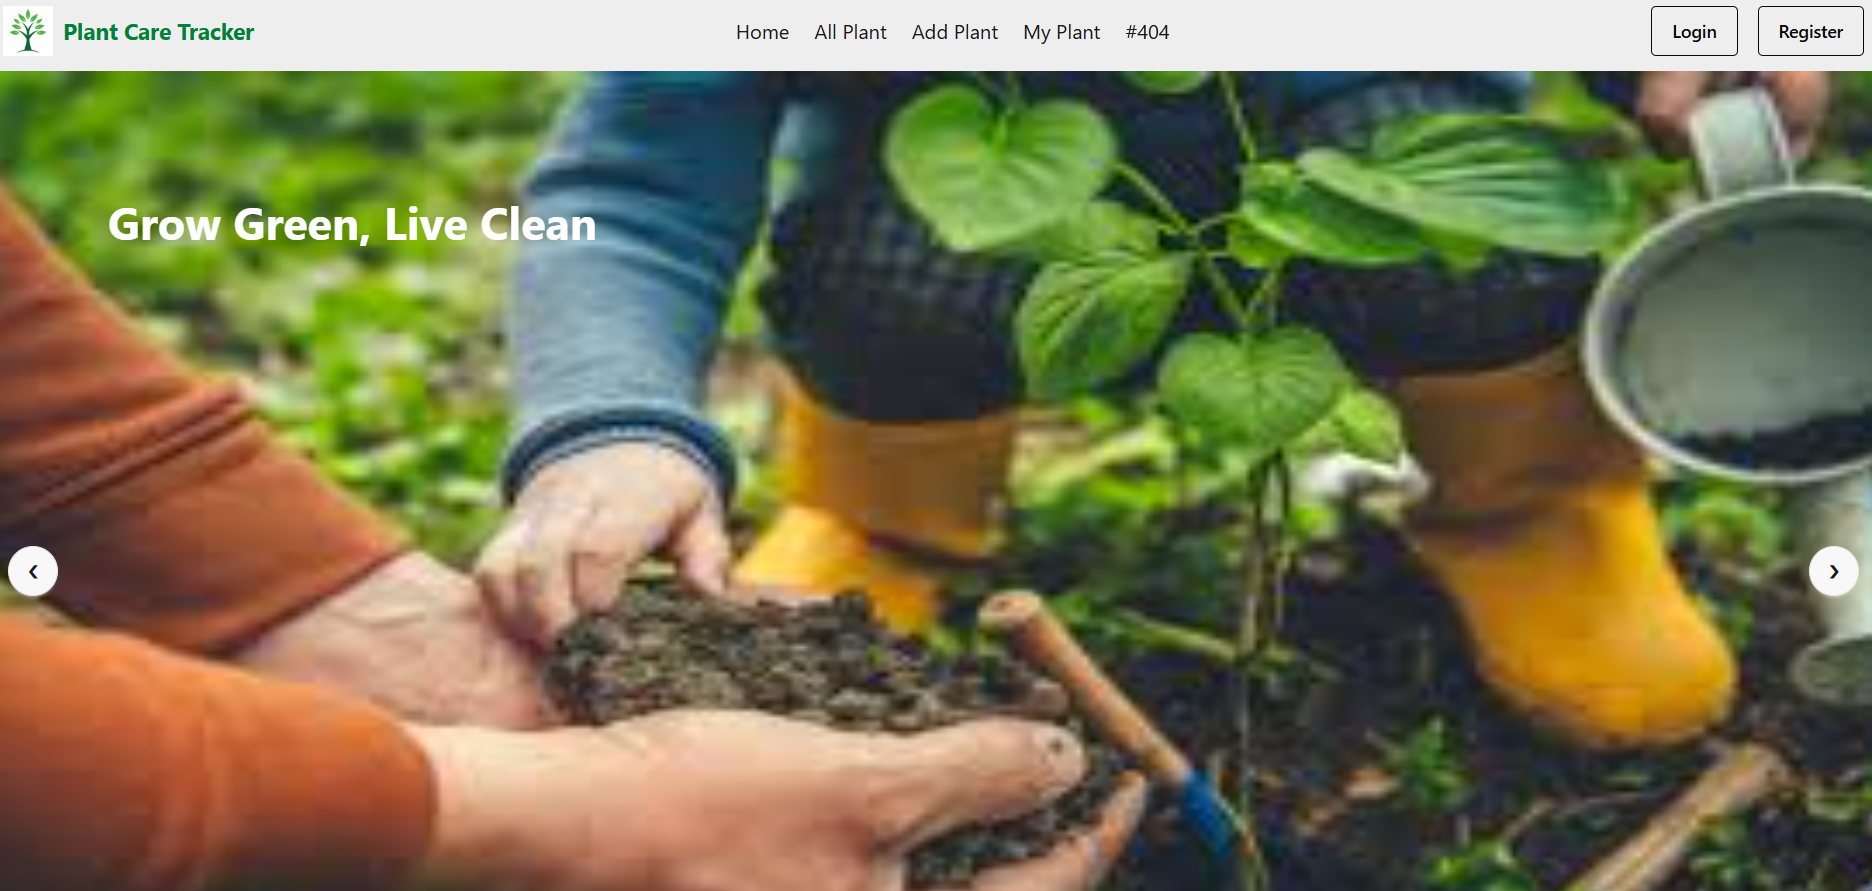 Plant Care Tracker
Home All Plant Add Plant My Plant #404
Login Register
Grow Green, Live Clean